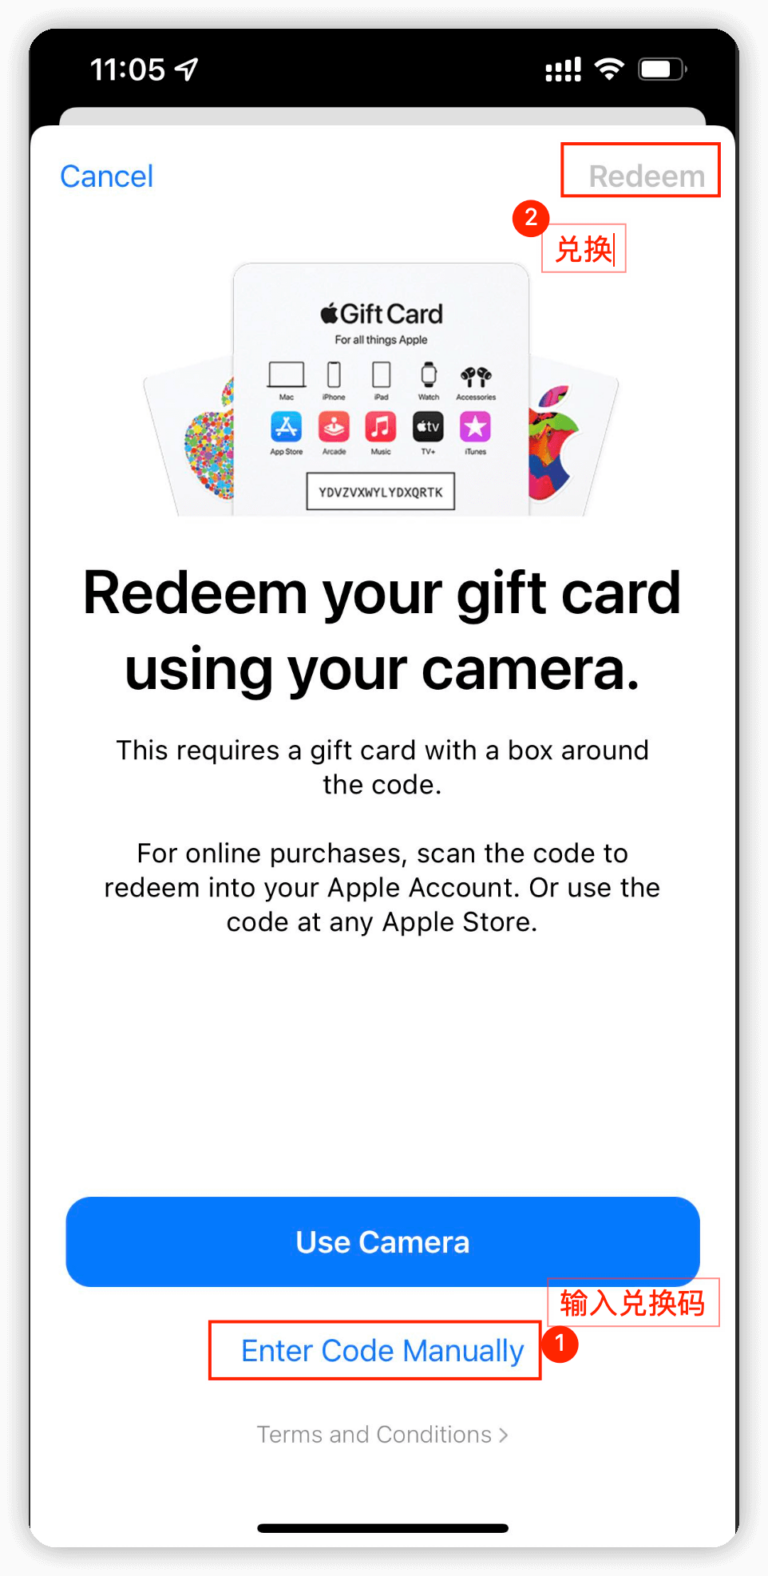 11:05
Cancel
Redeem
2
兑换
Gift Card
For all things Apple
Mac iPhone iPad Watch Accessories
tv
App Store Arcade Music TV+ iTunes
YDVZVXWYLYDXQRTK
Redeem your gift card
using your camera.
This requires a gift card with a box around
the code.
For online purchases, scan the code to
redeem into your Apple Account. Or use the
code at any Apple Store.
Use Camera
输入兑换码
Enter Code Manually
1
Terms and Conditions